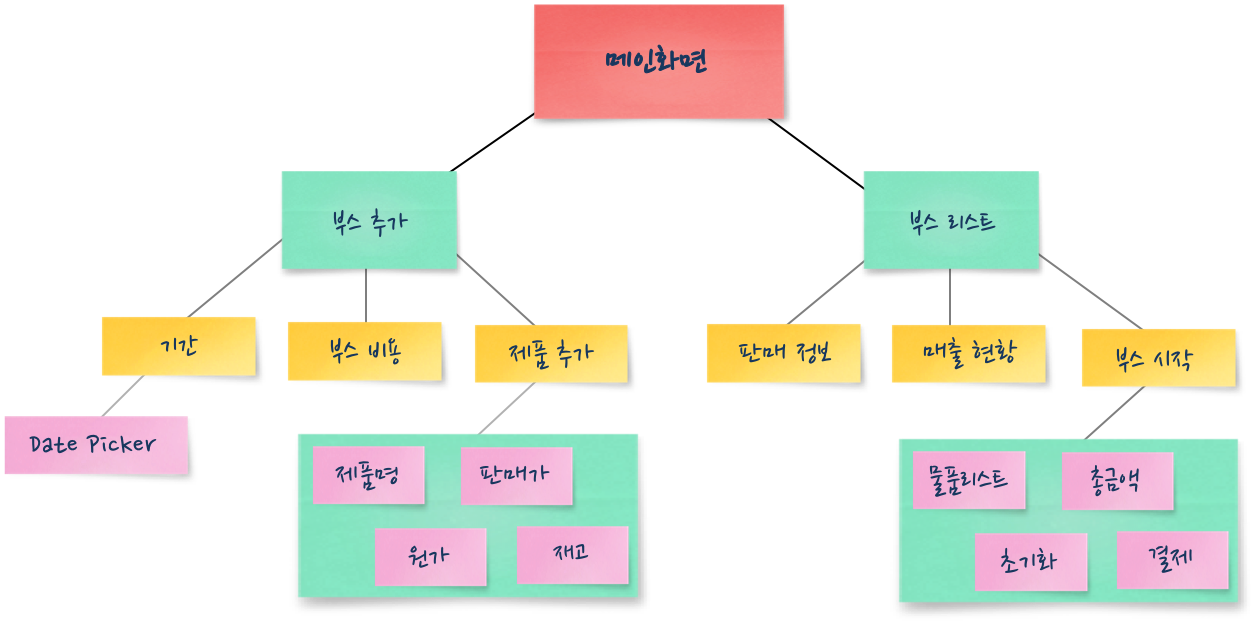 메인화면
부스 추가
부스 리스트
기간
부스 비용
제품 추가
판매 정보
매출 현황
부스 시작
Date Picker
제품명
판매가
원가
재고
물품리스트
총금액
초기화
결제